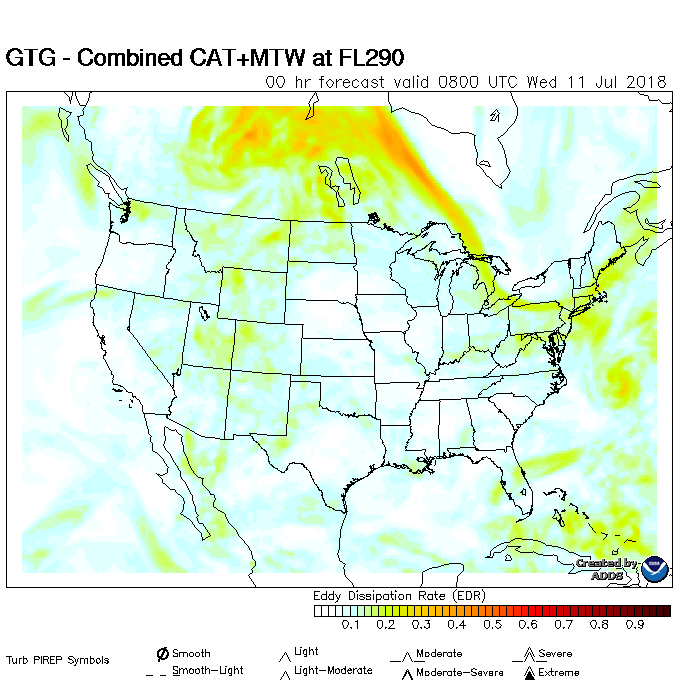 GTG - Combined CAT+MTW at FL290
00 hr forecast valid 0800 UTC Wed 11 Jul 2018
Created by
ADDS
Eddy Dissipation Rate (EDR)
0.1 0.2 0.3 0.4 0.5 0.6 0.7 0.8 0.9
Turb PIREP Symbols
Smooth
Light
Moderate
Severe
Smooth-Light
Light-Moderate
Moderate-Severe
Extreme